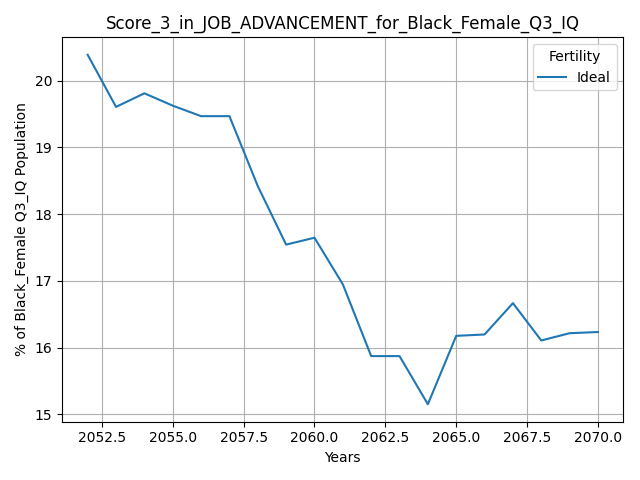 Score_3_in_JOB_ADVANCEMENT_for_Black_Female_Q3_IQ
Fertility
Ideal
% of Black_Female Q3_IQ Population
20
19
18
17
16
15
2052.5 2055.0 2057.5 2060.0 2062.5 2065.0 2067.5 2070.0
Years